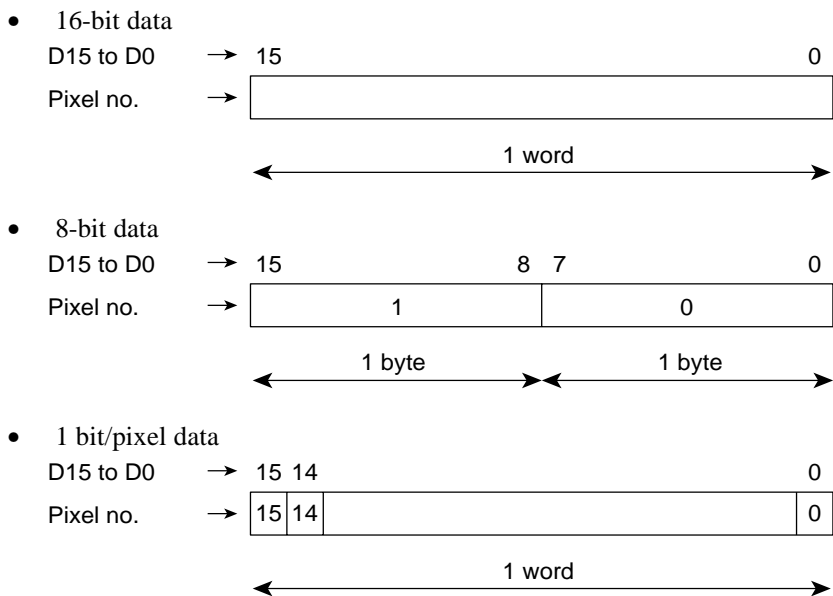 • 16-bit data
D15 to D0 → 15 0
Pixel no. →
1 word
• 8-bit data
D15 to D0 → 15 8 7 0
Pixel no. → 1 0
1 byte 1 byte
• 1 bit/pixel data
D15 to D0 → 15 14 0
Pixel no. → 15 14 0
1 word